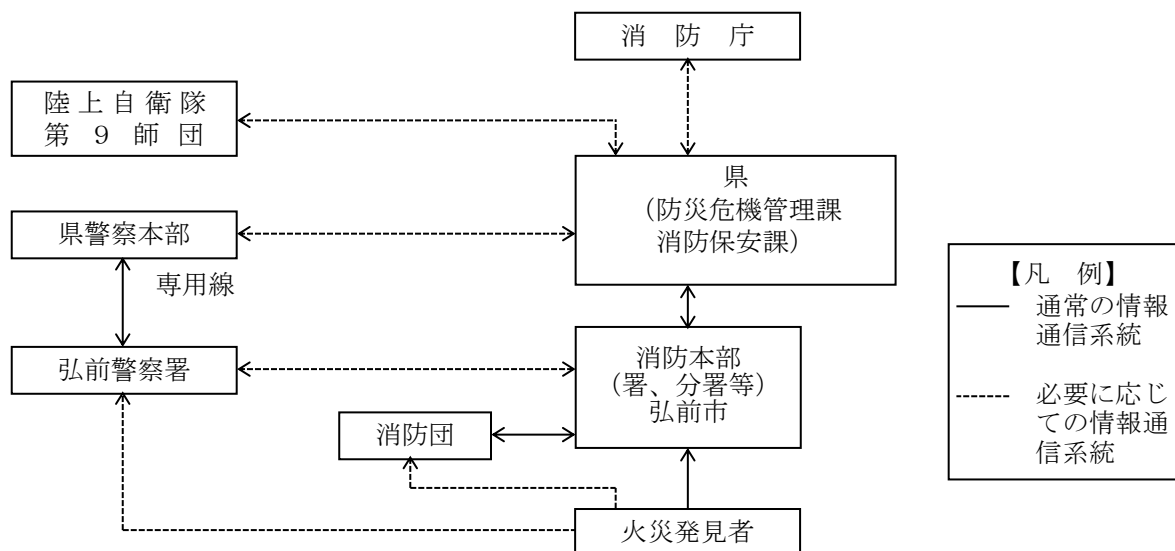 消 防 庁
陸上自衛隊
第 9 師 団
県
（防災危機管理課
消防保安課）
県警察本部
専用線
弘前警察署
消防本部
（署、分署等）
弘前市
消防団
火災発見者
【凡 例】
通常の情報
通信系統
必要に応じ
ての情報通
信系統